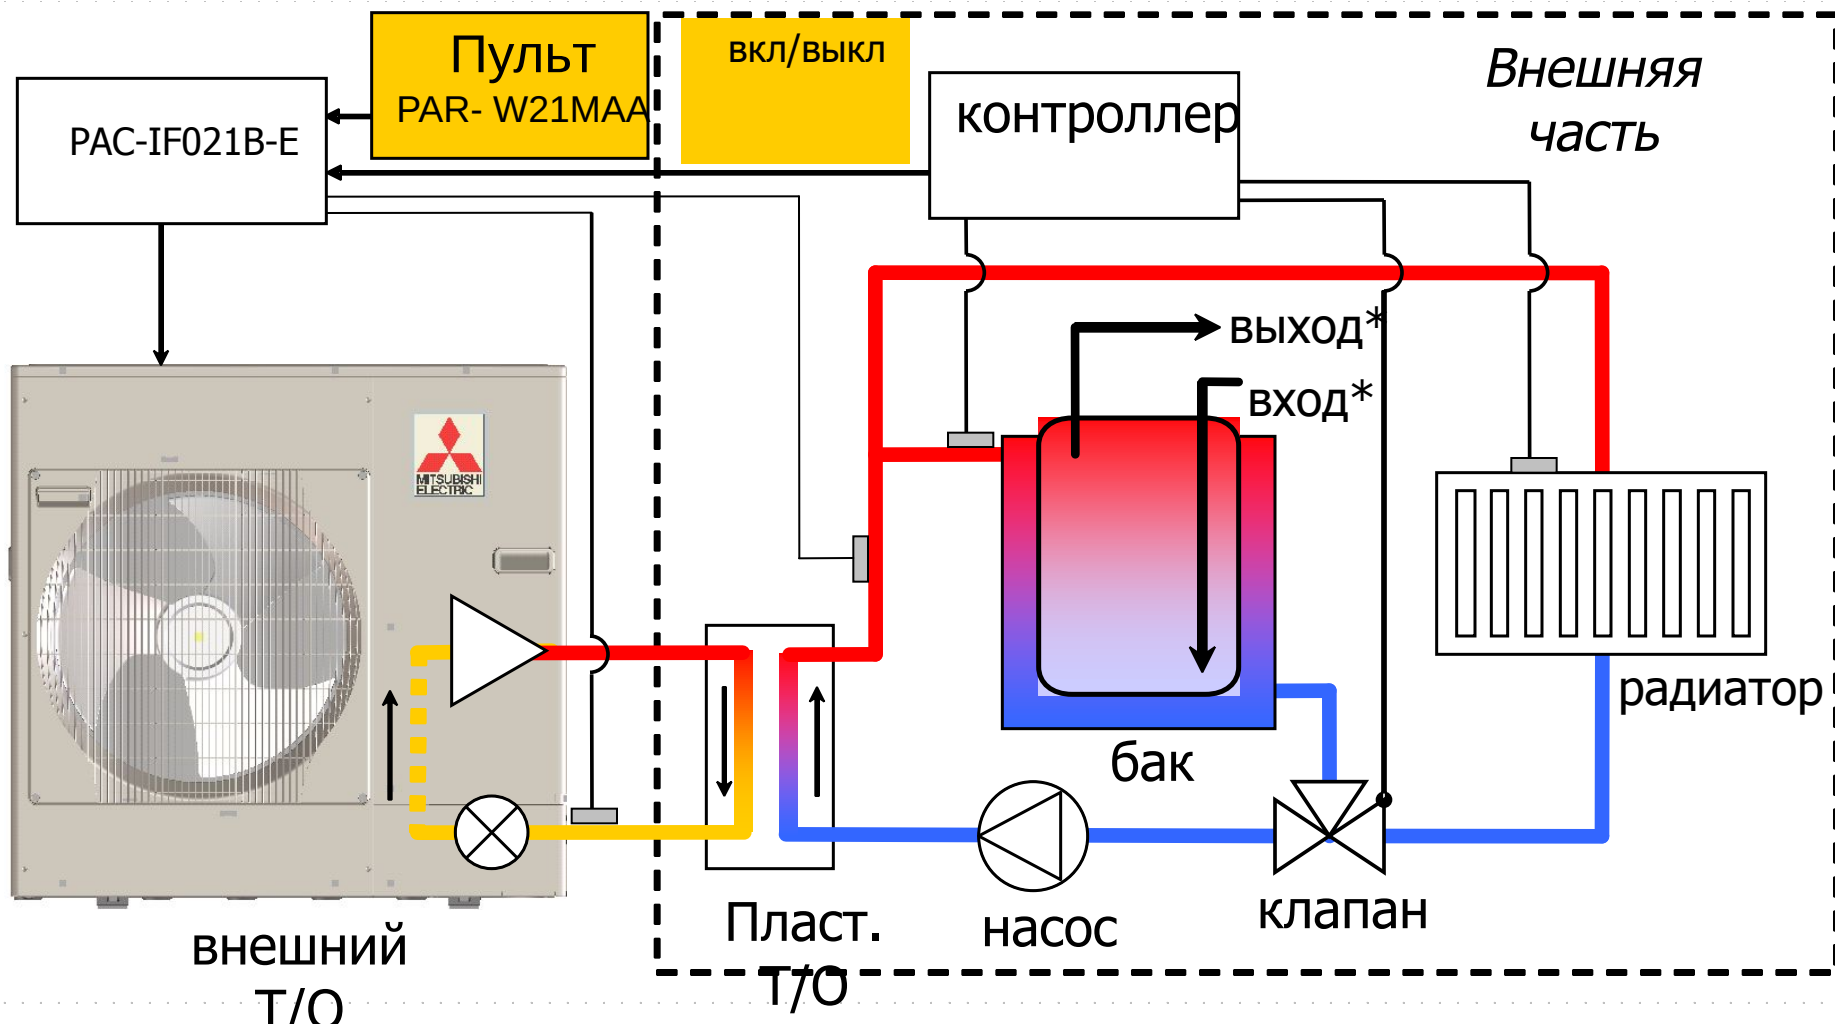 Пульт
PAR- W21MAA
вкл/выкл
Внешняя
часть
PAC-IF021B-E
контроллер
выход*
вход*
MITSUBISHI
ELECTRIC
радиатор
бак
клапан
Пласт.
Т/О
насос
внешний
Т/О